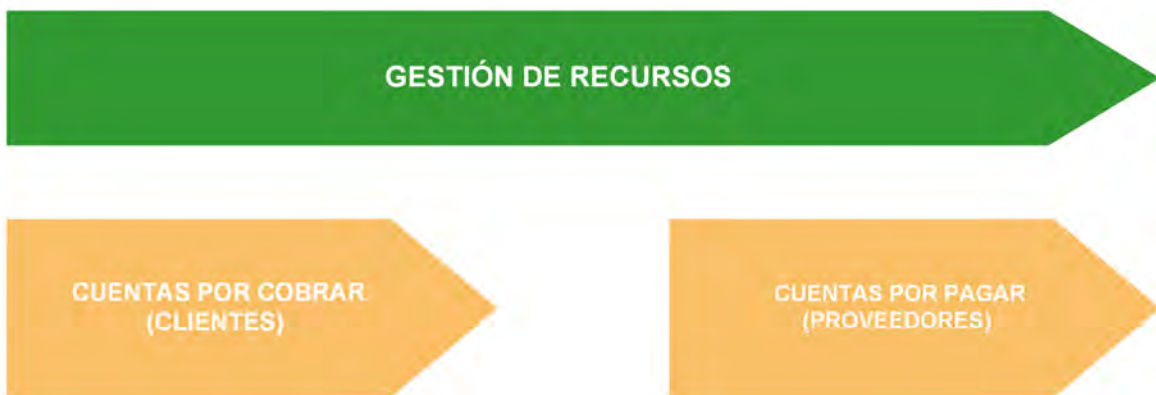 GESTIÓN DE RECURSOS
CUENTAS POR COBRAR
(CLIENTES)
CUENTAS POR PAGAR
(PROVEEDORES)